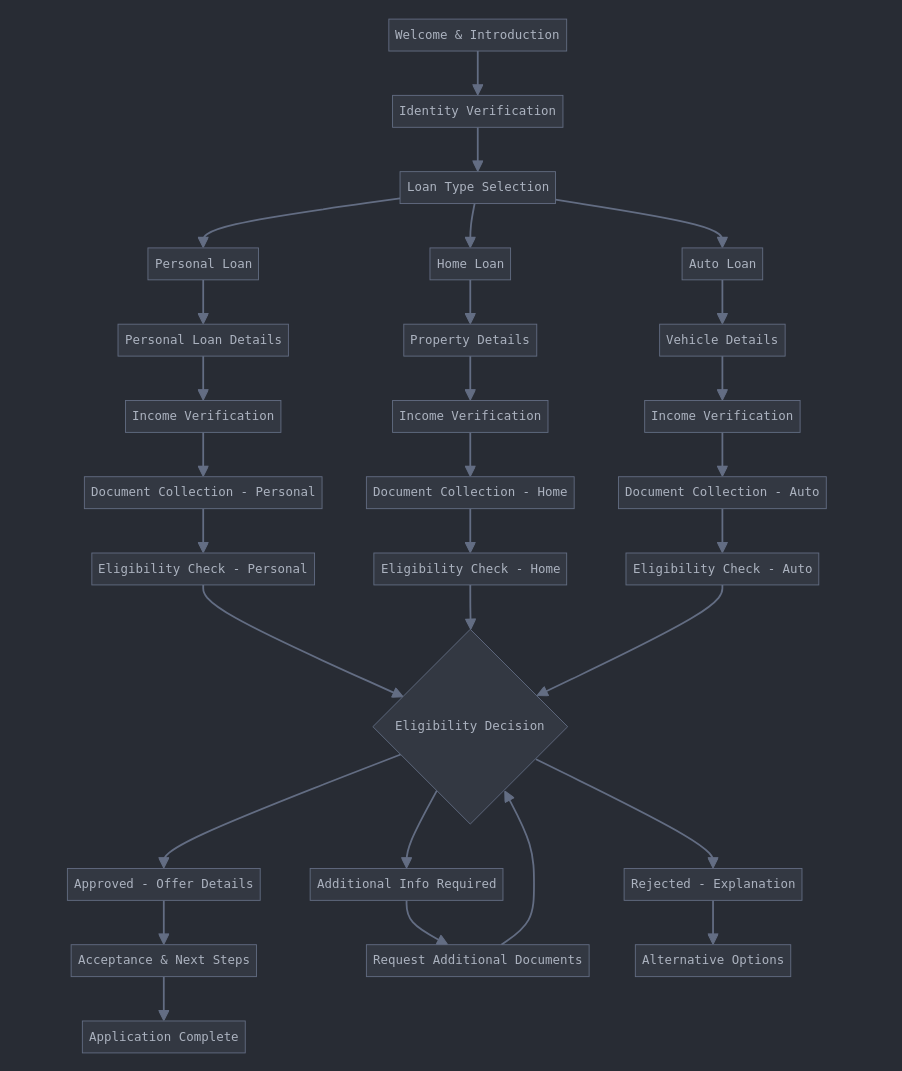 Welcome & Introduction
Identity Verification
Loan Type Selection
Personal Loan
Home Loan
Auto Loan
Personal Loan Details
Property Details
Vehicle Details
Income Verification
Income Verification
Income Verification
Document Collection - Personal
Document Collection - Home
Document Collection - Auto
Eligibility Check - Personal
Eligibility Check - Home
Eligibility Check - Auto
Eligibility Decision
Approved - Offer Details
Additional Info Required
Rejected - Explanation
Acceptance & Next Steps
Request Additional Documents
Alternative Options
Application Complete